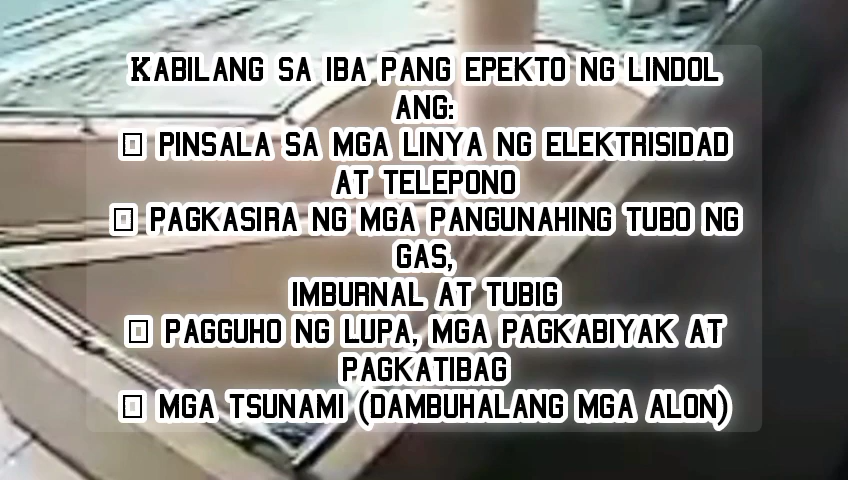 KABILANG SA IBA PANG EPEKTO NG LINDOL
ANG:
□ PINSALA SA MGA LINYA NG ELEKTRISIDAD
AT TELEPONO
□ PAGKASIRA NG MGA PANGUNAHING TUBO NG
GAS,
IMBURNAL AT TUBIG
□ PAGGUHO NG LUPA, MGA PAGKABIYAK AT
PAGKATIBAG
□ MGA TSUNAMI (DAMBUHALANG MGA ALON)